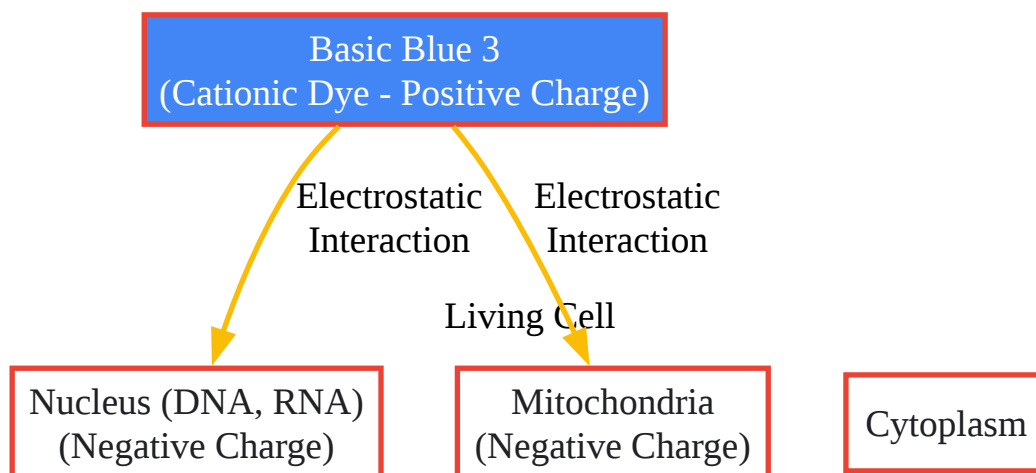 Basic Blue 3
(Cationic Dye - Positive Charge)
Electrostatic
Interaction
Electrostatic
Interaction
Living Cell
Nucleus (DNA, RNA)
(Negative Charge)
Mitochondria
(Negative Charge)
Cytoplasm